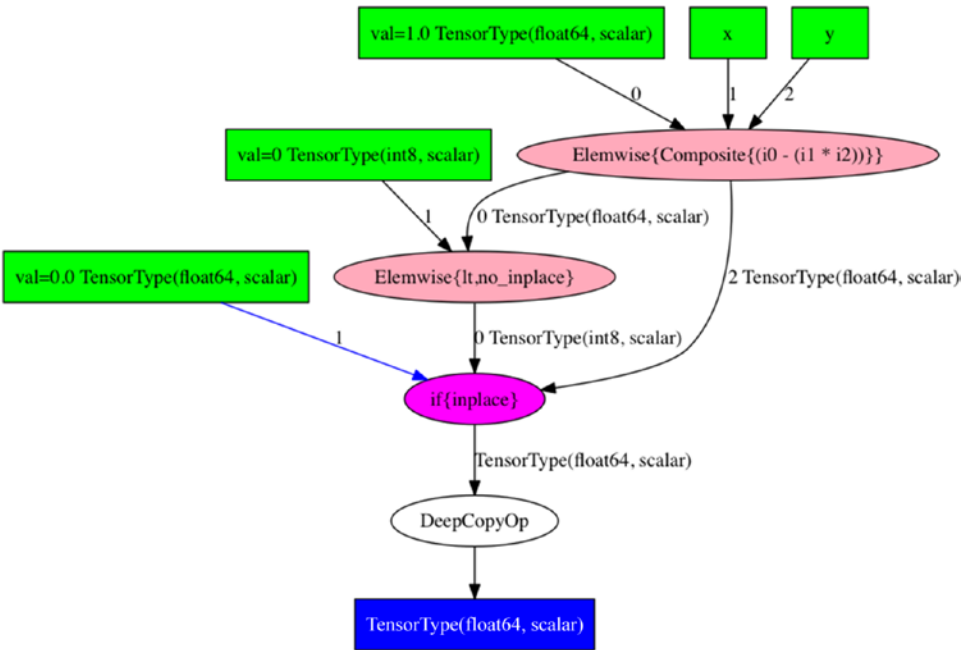 val=1.0 TensorType(float64, scalar)
x
y
0
1
2
val=0 TensorType(int8, scalar)
Elemwise{Composite{(i0 - (i1 * i2))}}
1
0 TensorType(float64, scalar)
val=0.0 TensorType(float64, scalar)
Elemwise{lt,no_inplace}
2 TensorType(float64, scalar)
1
0 TensorType(int8, scalar)
if{inplace}
TensorType(float64, scalar)
DeepCopyOp
TensorType(float64, scalar)